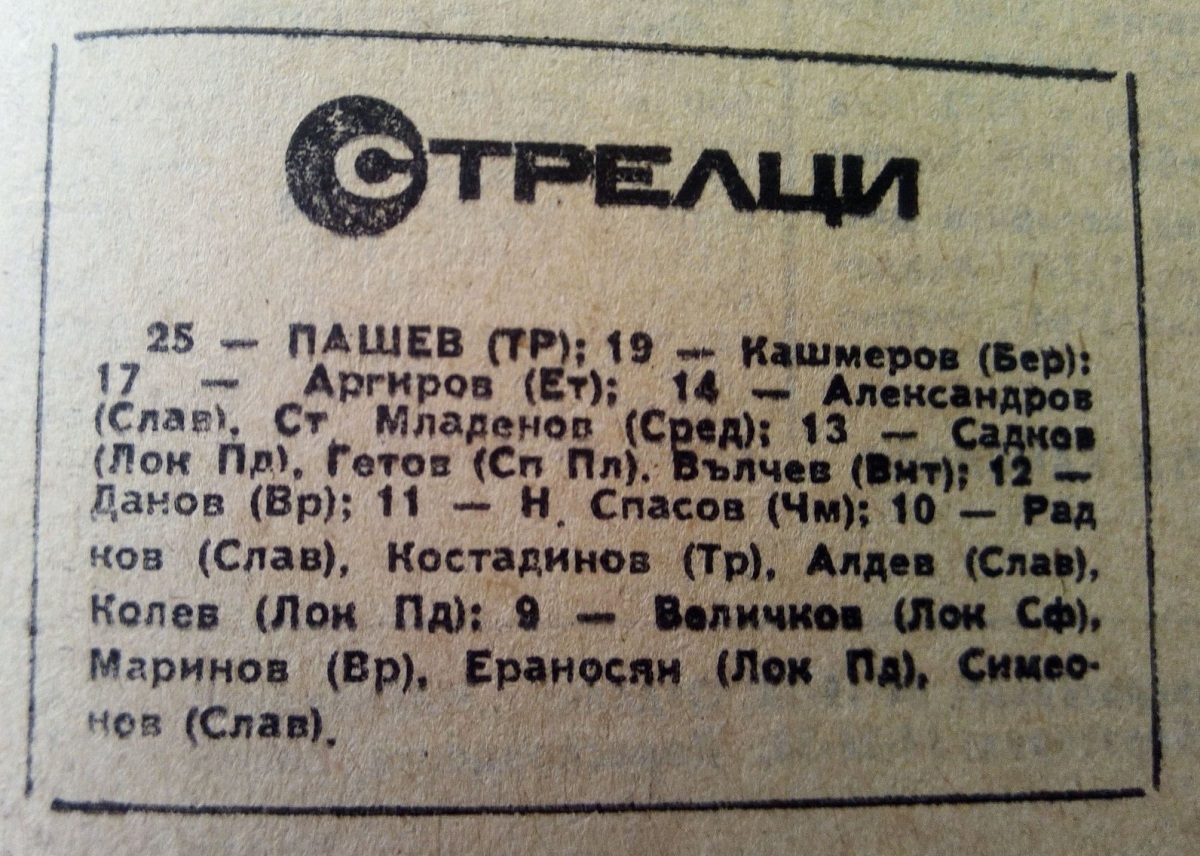 СТРЕЛЦИ
25 — ПАШЕВ (ТР); 19 — Кашмеров (Бер);
17 — Аргиров (Ет); 14 — Александров
(Слав), Ст. Младенов (Сред); 13 — Садков
(Лок Пд), Гетов (Сп Пл), Вълчев (Вит); 12 —
Данов (Вр); 11 — Н. Спасов (Чм); 10 — Рад
ков (Слав), Костадинов (Тр), Алдев (Слав),
Колев (Лок Пд); 9 — Величков (Лок Сф),
Маринов (Вр), Ераносян (Лок Пд), Симео-
нов (Слав).